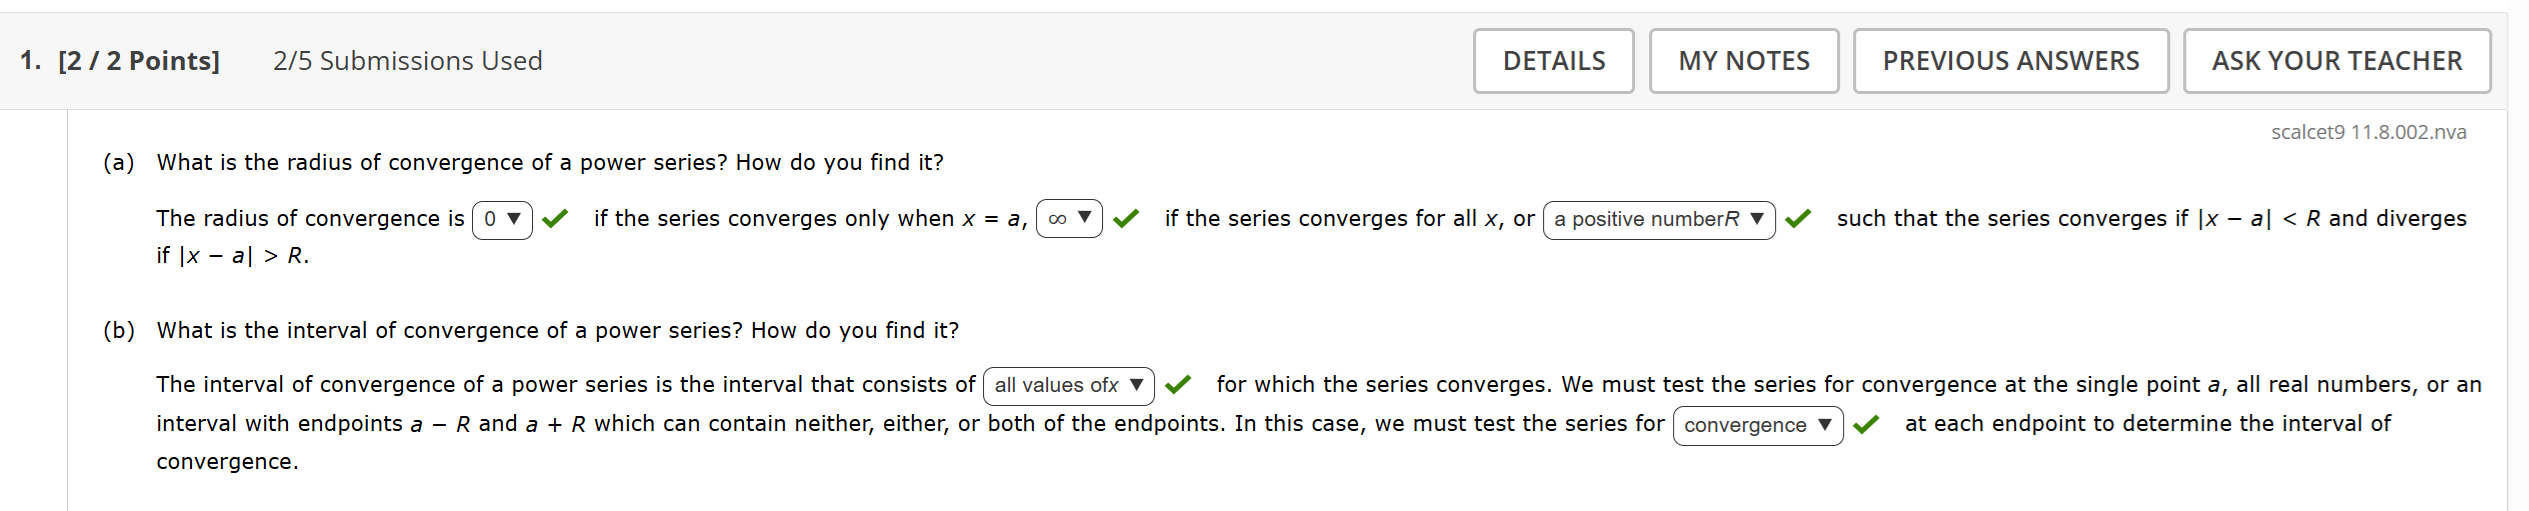 1. [2 / 2 Points] 2/5 Submissions Used DETAILS MY NOTES PREVIOUS ANSWERS ASK YOUR TEACHER
scalcet9 11.8.002.nva
(a) What is the radius of convergence of a power series? How do you find it?
The radius of convergence is 0 ▼ ✔ if the series converges only when x = a, ∞ ▼ ✔ if the series converges for all x, or a positive numberR ▼ ✔ such that the series converges if |x − a| < R and diverges
if |x − a| > R.
(b) What is the interval of convergence of a power series? How do you find it?
The interval of convergence of a power series is the interval that consists of all values ofx ▼ ✔ for which the series converges. We must test the series for convergence at the single point a, all real numbers, or an
interval with endpoints a − R and a + R which can contain neither, either, or both of the endpoints. In this case, we must test the series for convergence ▼ ✔ at each endpoint to determine the interval of
convergence.